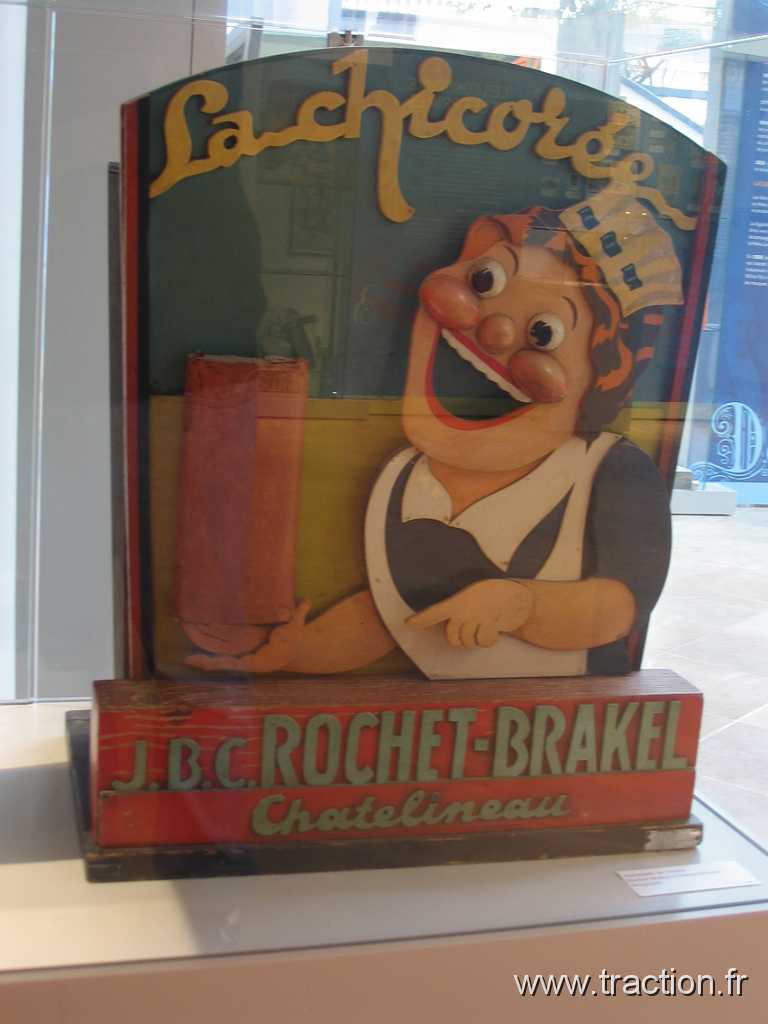 La chicorée
J.B.C. ROCHET-BRAKEL
Chatelineau
www.traction.fr